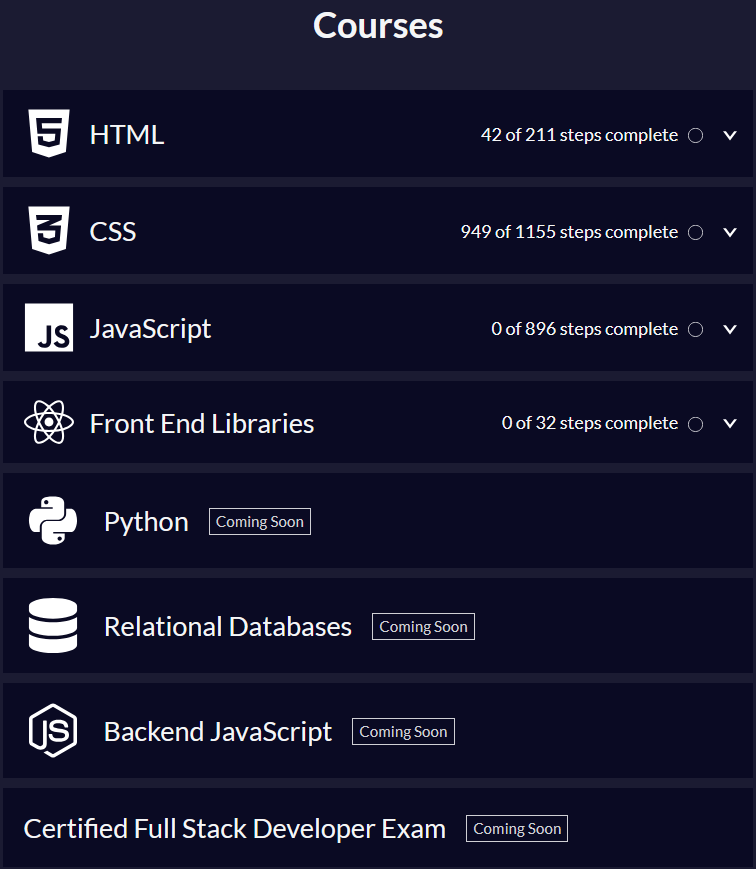 Courses
HTML
42 of 211 steps complete
CSS
949 of 1155 steps complete
JS
JavaScript
0 of 896 steps complete
Front End Libraries
0 of 32 steps complete
Python
Coming Soon
Relational Databases
Coming Soon
JS
Backend JavaScript
Coming Soon
Certified Full Stack Developer Exam
Coming Soon